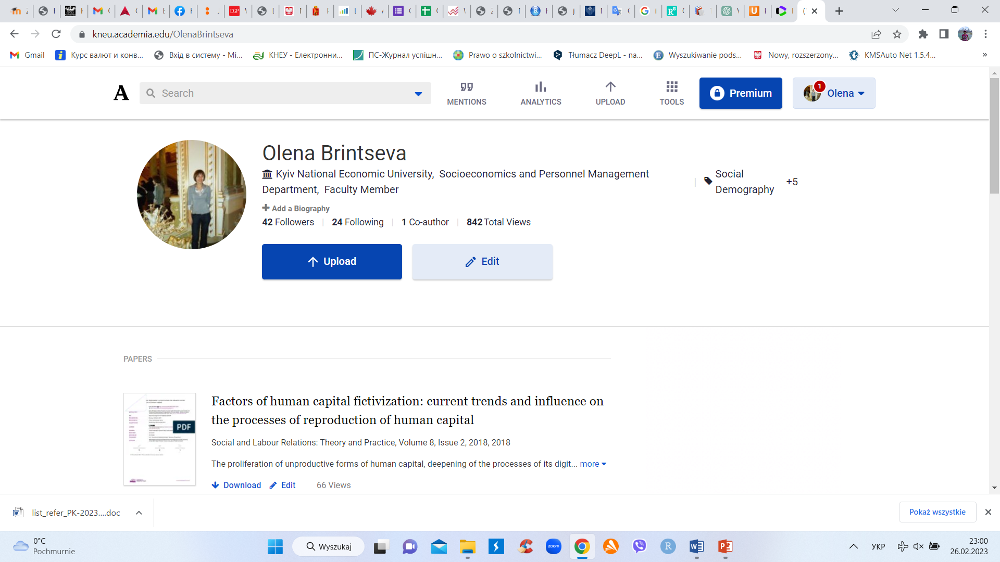 kneu.academia.edu/OlenaBrintseva
Gmail
Курс валют и конв...
Вхід в систему - Mi...
КНЕУ - Електронни...
ПС-Журнал успішн...
Prawo o szkolnictwi...
Tłumacz DeepL - na...
Wyszukiwanie pods...
Nowy, rozszerzony...
KMSAuto Net 1.5.4...
»
A
Search
MENTIONS
ANALYTICS
UPLOAD
TOOLS
Premium
1
Olena
Olena Brintseva
Kyiv National Economic University, Socioeconomics and Personnel Management
Department, Faculty Member
Social
Demography
+5
Add a Biography
42 Followers
24 Following
1 Co-author
842 Total Views
Upload
Edit
PAPERS
PDF
Factors of human capital fictivization: current trends and influence on
the processes of reproduction of human capital
Social and Labour Relations: Theory and Practice, Volume 8, Issue 2, 2018, 2018
The proliferation of unproductive forms of human capital, deepening of the processes of its digit... more
Download
Edit
66 Views
list_refer_PK-2023....doc
Pokaż wszystkie
0°C
Pochmurnie
Wyszukaj
zoom
УКР
23:00
26.02.2023